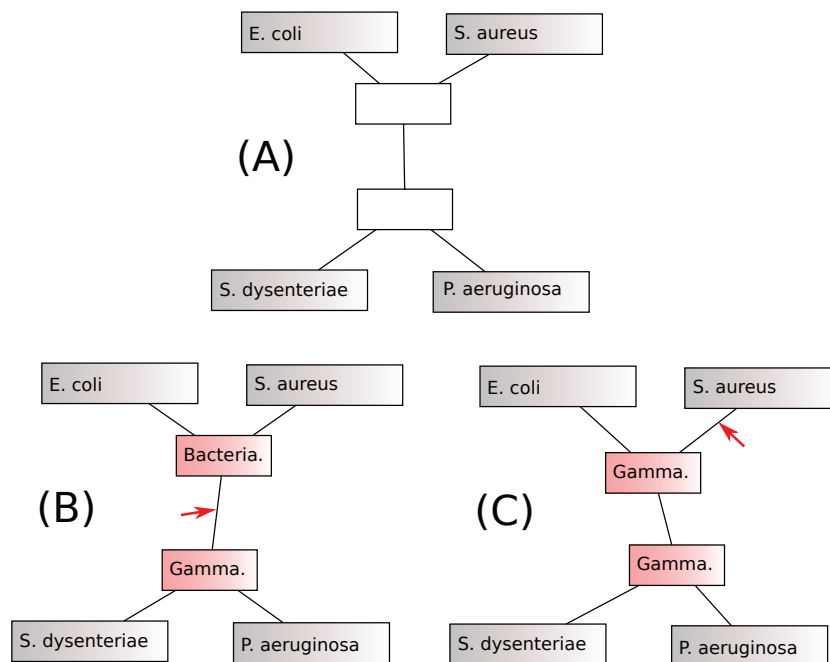 E. coli
S. aureus
(A)
S. dysenteriae
P. aeruginosa
E. coli
S. aureus
Bacteria.
(B)
Gamma.
S. dysenteriae
P. aeruginosa
E. coli
S. aureus
Gamma.
(C)
Gamma.
S. dysenteriae
P. aeruginosa